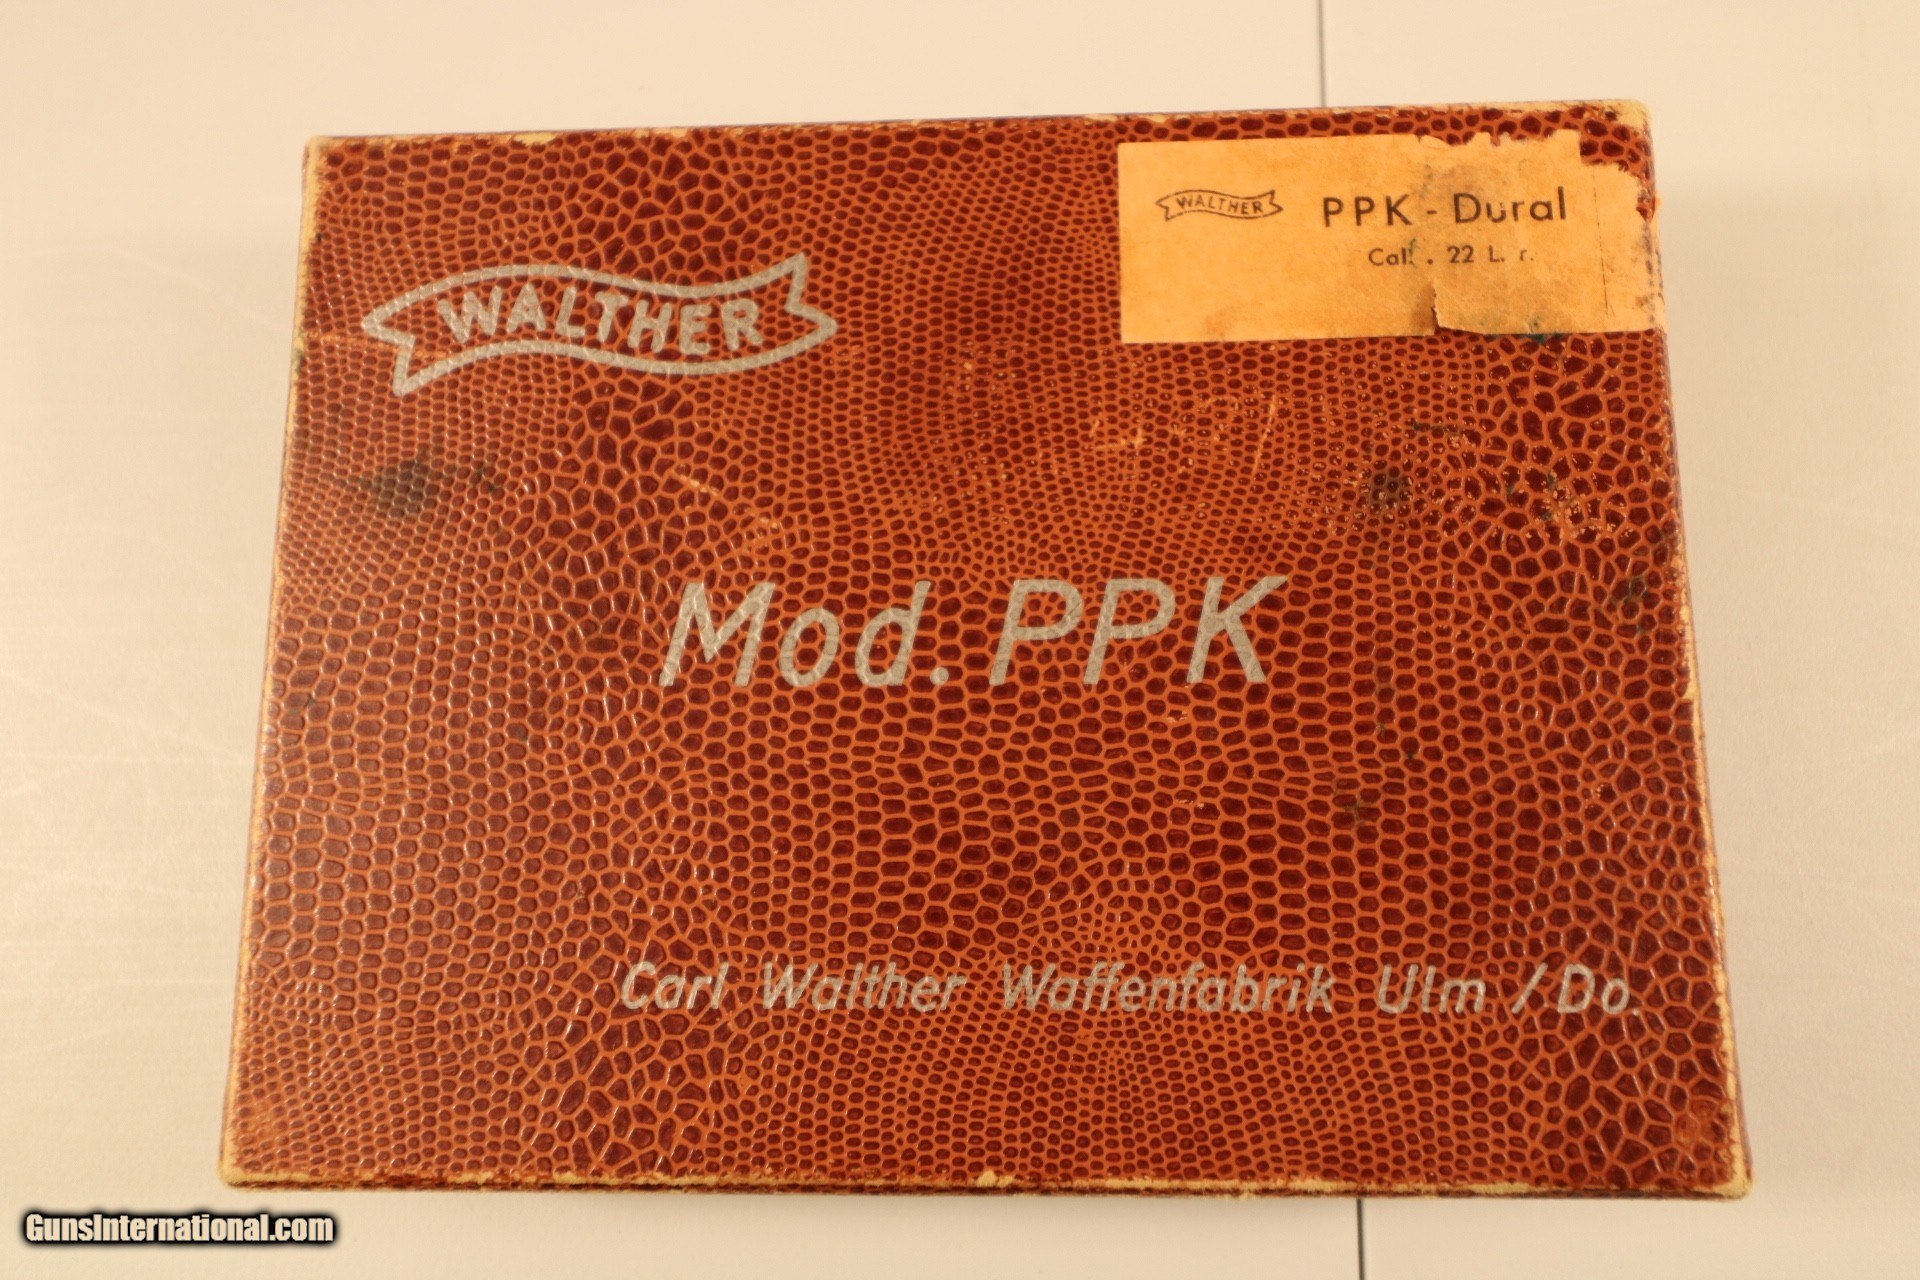 WALTHER
WALTHER PPK - Dural
Cal. . 22 L. r.
Mod. PPK
Carl Walther Waffenfabrik Ulm / Do.
GunsInternational.com